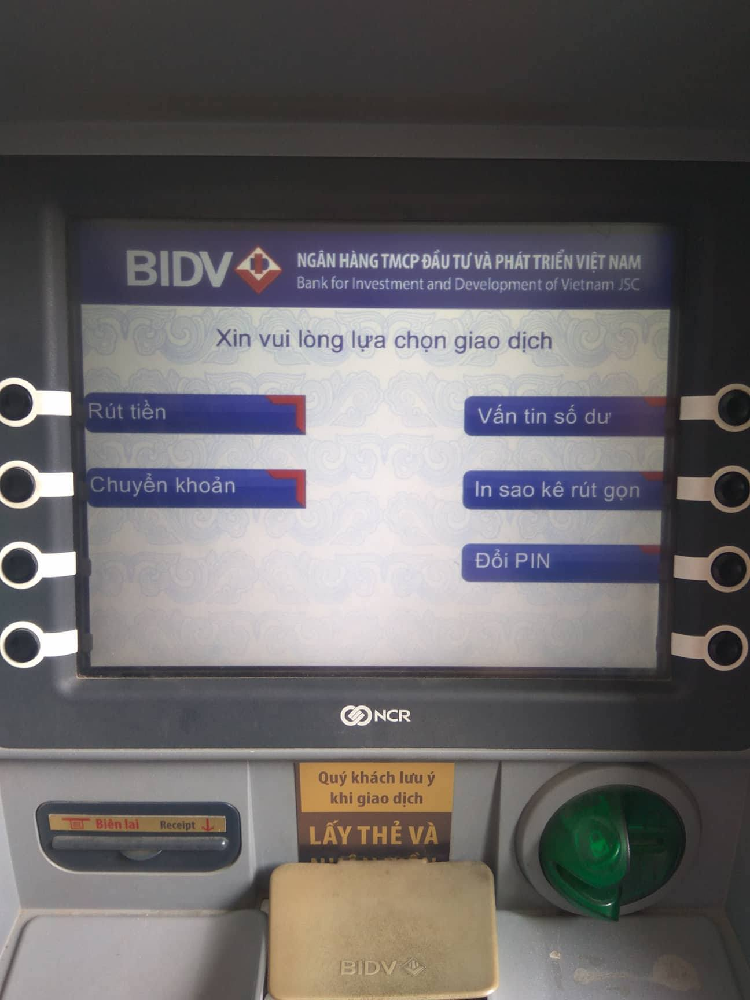 BIDV
NGÂN HÀNG TMCP ĐẦU TƯ VÀ PHÁT TRIỂN VIỆT NAM
Bank for Investment and Development of Vietnam JSC
Xin vui lòng lựa chọn giao dịch
Rút tiền
Vấn tin số dư
Chuyển khoản
In sao kê rút gọn
Đổi PIN
NCR
Quý khách lưu ý
khi giao dịch
LẤY THẺ VÀ
Biên lai Receipt
BIDV